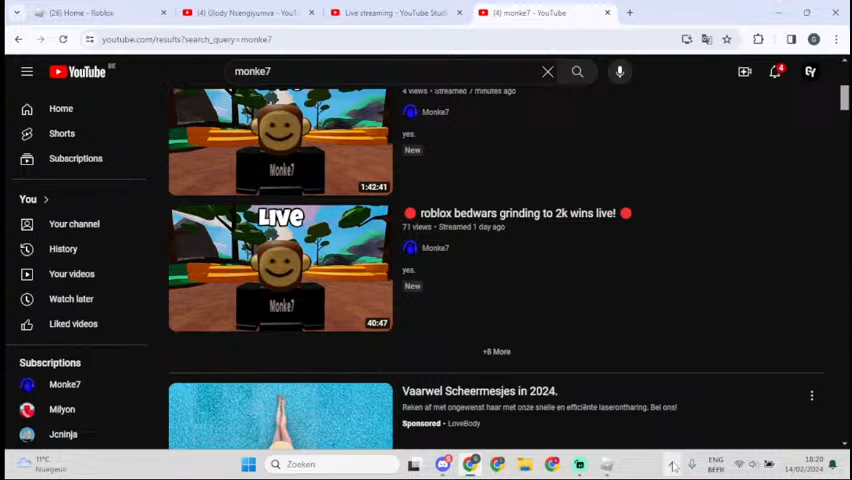 (26) Home - Roblox
(4) Glody Nsengiyumva - YouT
Live streaming - YouTube Studi
(4) monke7 - YouTube
youtube.com/results?search_query=monke7
G
YouTube BE
monke7
4
GY
4 views • Streamed 7 minutes ago
Home
Monke7
Shorts
yes.
New
Subscriptions
Monke7
1:42:41
You
LIVE
roblox bedwars grinding to 2k wins live!
Your channel
71 views • Streamed 1 day ago
History
Monke7
Your videos
yes.
New
Watch later
Monke7
Liked videos
40:47
+8 More
Subscriptions
Monke7
Vaarwel Scheermesjes in 2024.
Reken af met ongewenst haar met onze snelle en efficiënte laserontharing. Bel ons!
Milyon
Sponsored • LoveBody
Jcninja
11°C
Nuageux
Zoeken
ENG
BEFR
18:20
14/02/2024